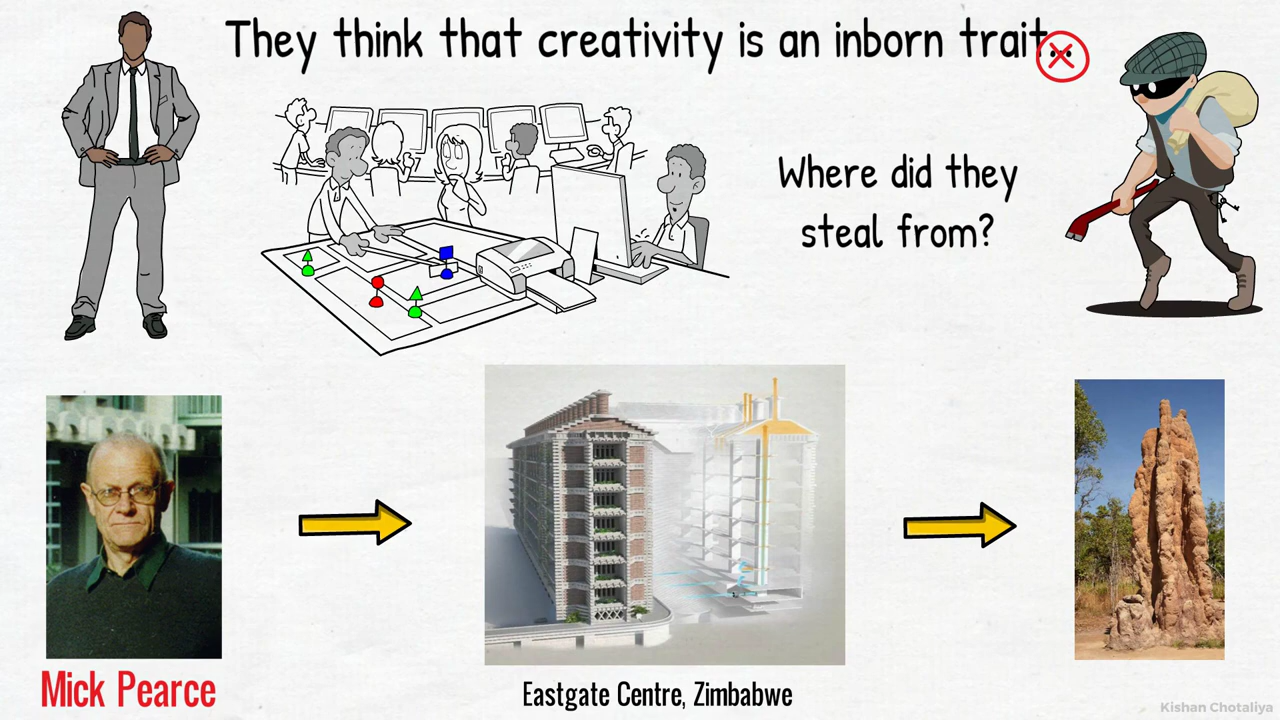 They think that creativity is an inborn trait...
Where did they
steal from?
Mick Pearce
Eastgate Centre, Zimbabwe
Kishan Chotaliya